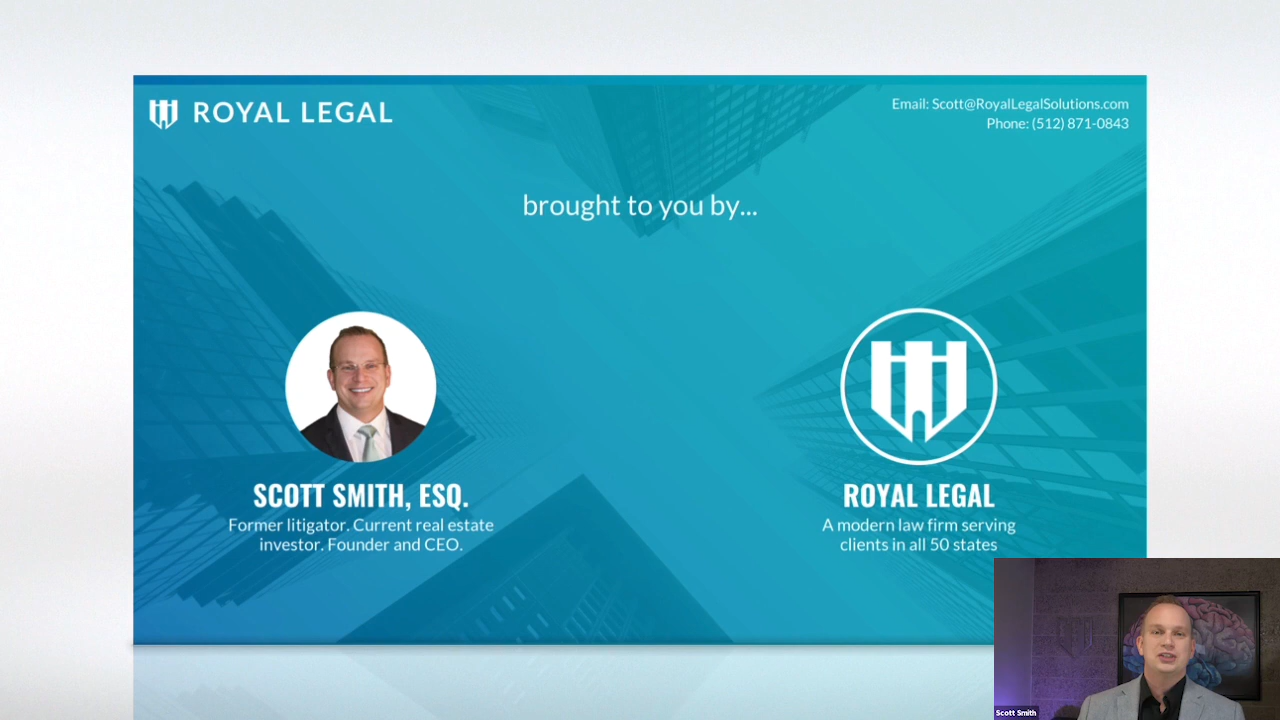 ROYAL LEGAL
Email: Scott@RoyalLegalSolutions.com
Phone: (512) 871-0843
brought to you by...
SCOTT SMITH, ESQ.
Former litigator. Current real estate
investor. Founder and CEO.
ROYAL LEGAL
A modern law firm serving
clients in all 50 states
Scott Smith